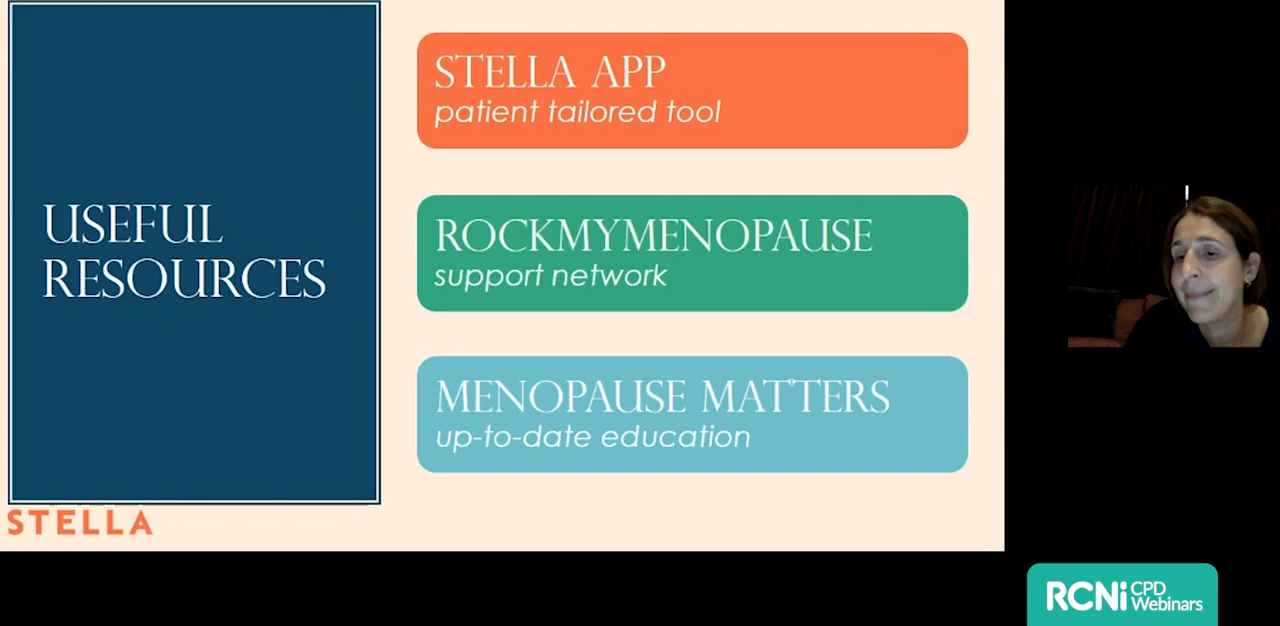 USEFUL
RESOURCES
STELLA APP
patient tailored tool
ROCKMYMENOPAUSE
support network
MENOPAUSE MATTERS
up-to-date education
STELLA
RCNi CPD
Webinars